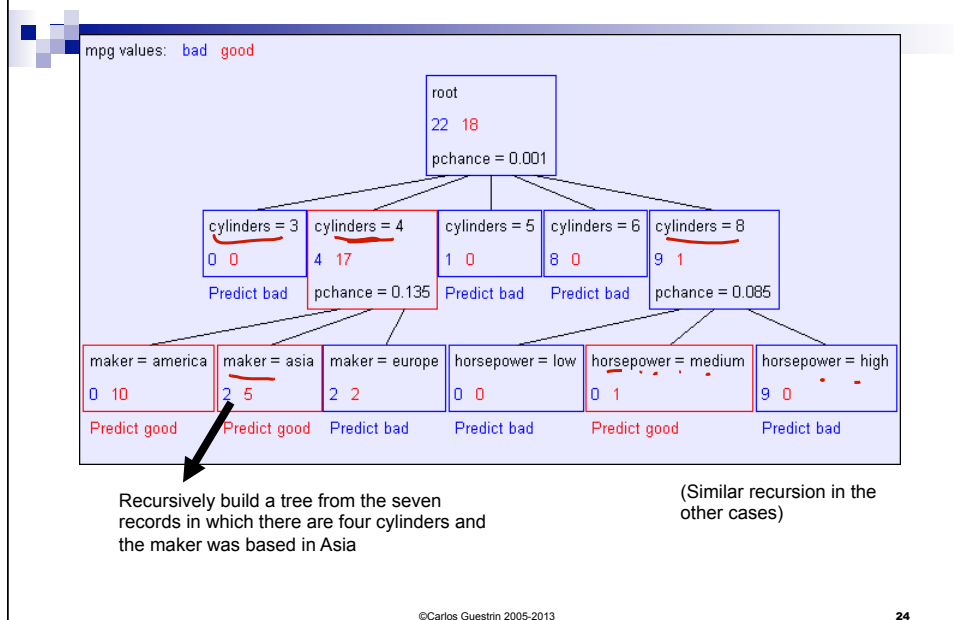 mpg values: bad good
root
22 18
pchance = 0.001
cylinders = 3 cylinders = 4 cylinders = 5 cylinders = 6 cylinders = 8
0 0 4 17 1 0 8 0 9 1
Predict bad pchance = 0.135 Predict bad Predict bad pchance = 0.085
maker = america maker = asia maker = europe horsepower = low horsepower = medium horsepower = high
0 10 2 5 2 2 0 0 0 1 9 0
Predict good Predict good Predict bad Predict bad Predict good Predict bad
Recursively build a tree from the seven
records in which there are four cylinders and
the maker was based in Asia
(Similar recursion in the
other cases)
©Carlos Guestrin 2005-2013 24